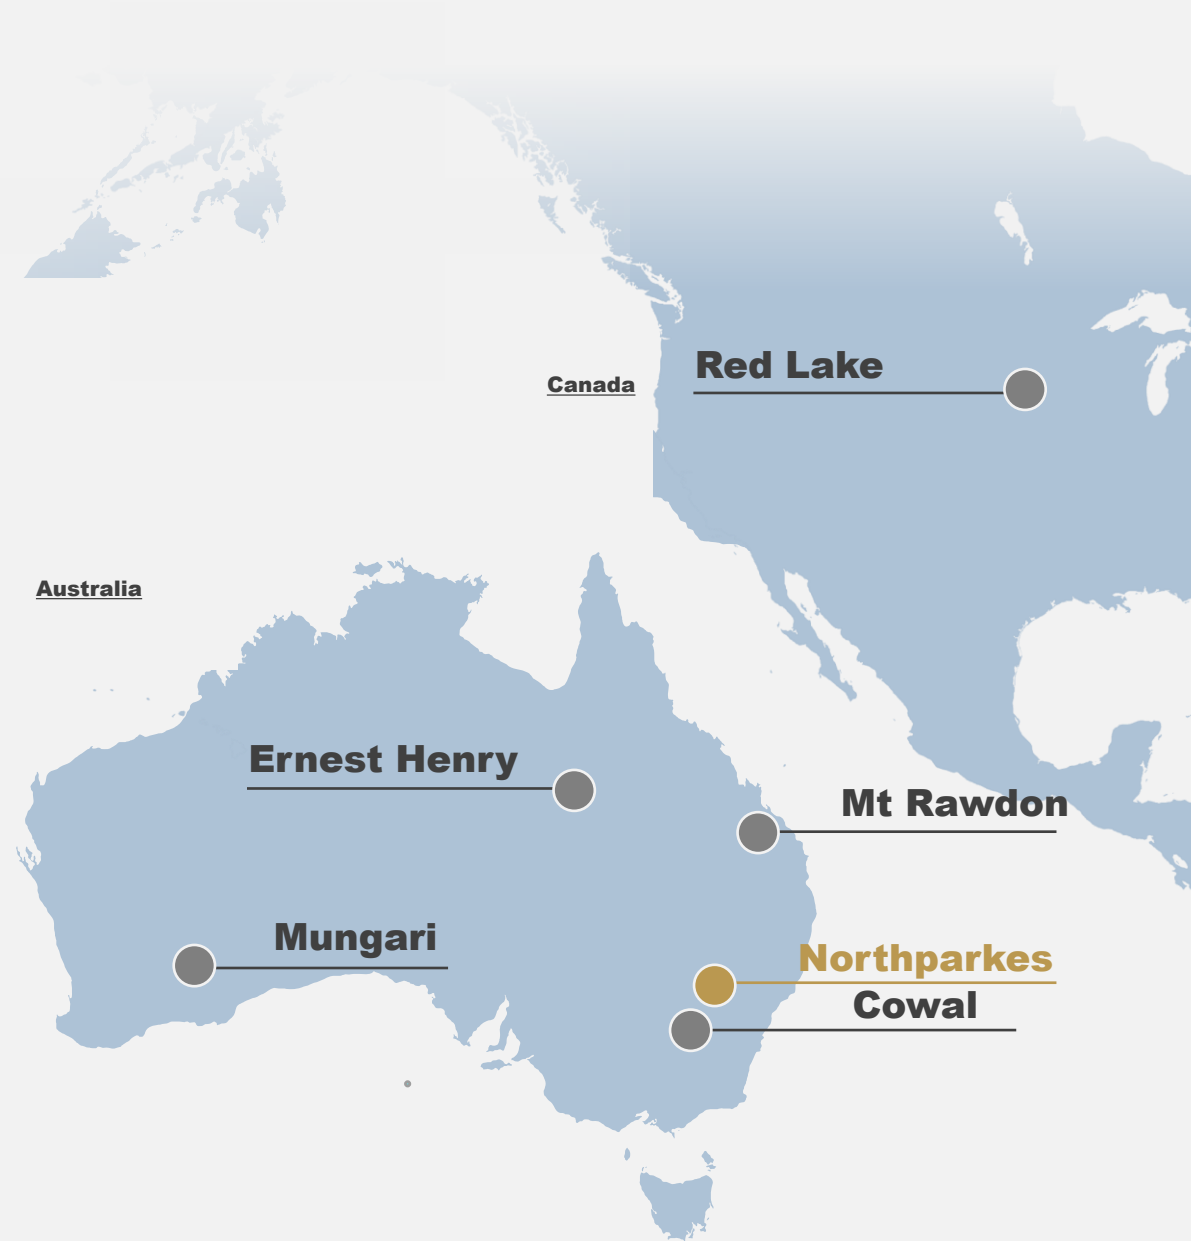 Red Lake
Canada
Australia
Ernest Henry
Mt Rawdon
Mungari
Northparkes
Cowal